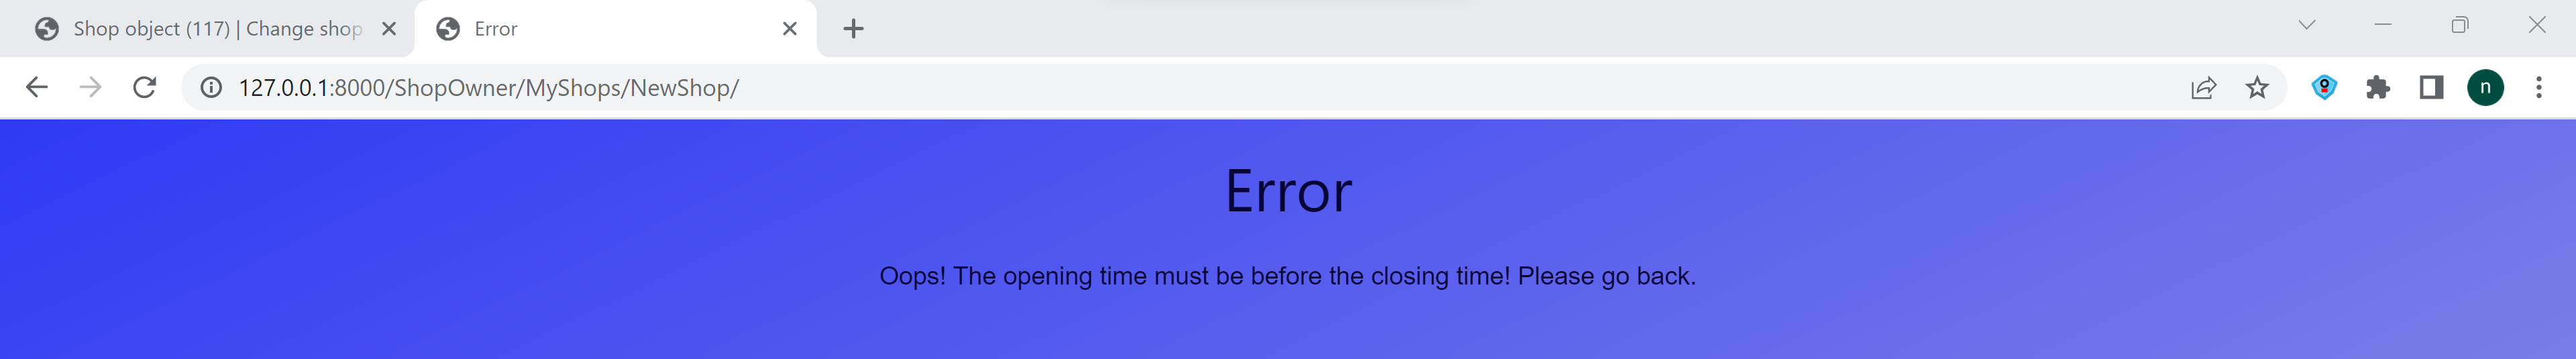 Shop object (117) | Change shop
Error
127.0.0.1:8000/ShopOwner/MyShops/NewShop/
n
Error
Oops! The opening time must be before the closing time! Please go back.